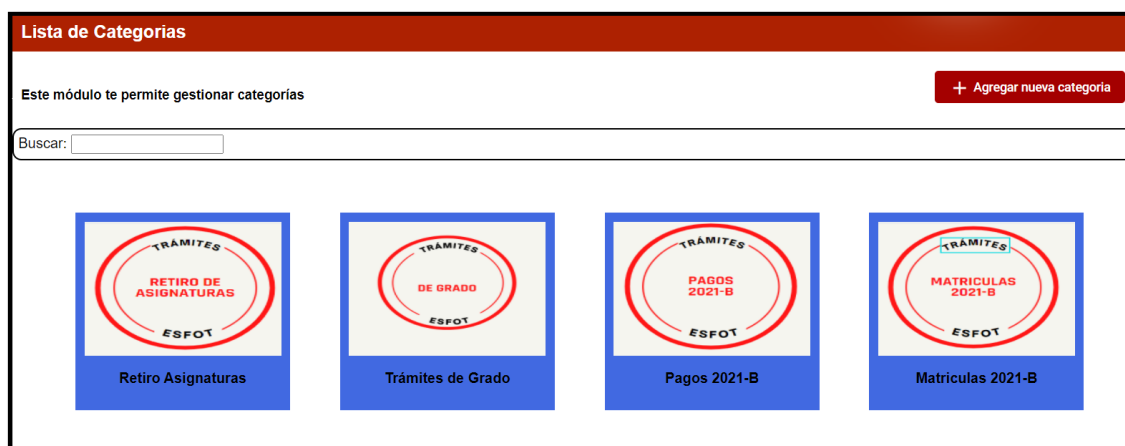 Lista de Categorias
Este módulo te permite gestionar categorías
+ Agregar nueva categoria
Buscar:
TRÁMITES
RETIRO DE
ASIGNATURAS
ESFOT
Retiro Asignaturas
TRÁMITES
DE GRADO
ESFOT
Trámites de Grado
TRÁMITES
PAGOS
2021-B
ESFOT
Pagos 2021-B
TRÁMITES
MATRICULAS
2021-B
ESFOT
Matriculas 2021-B